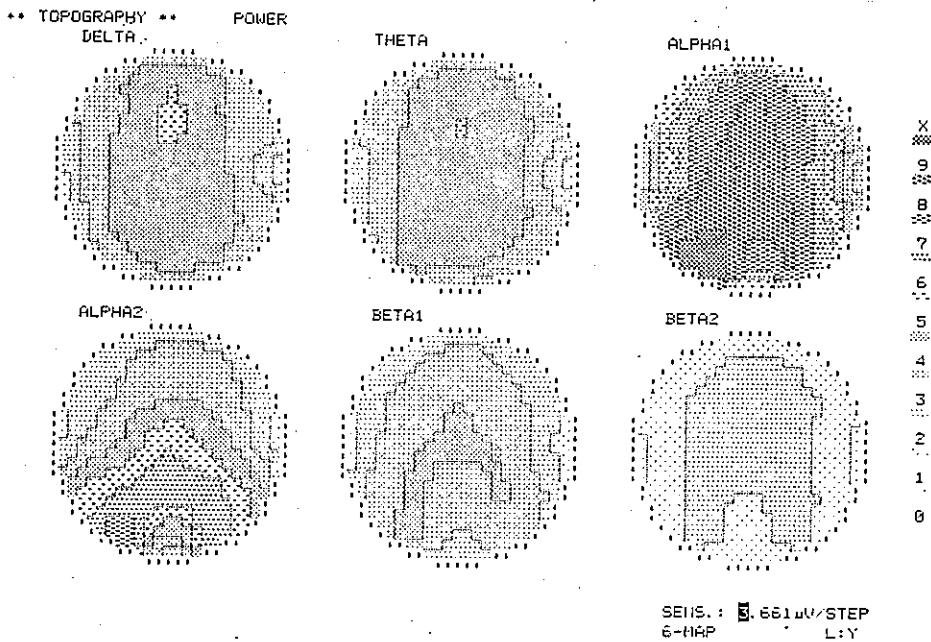 ** TOPOGRAPHY ** POWER
DELTA THETA ALPHA1
X
9
8
7
6
ALPHA2 BETA1 BETA2
5
4
3
2
1
0
SENS.: 3.661µV/STEP
6-MAP L:Y